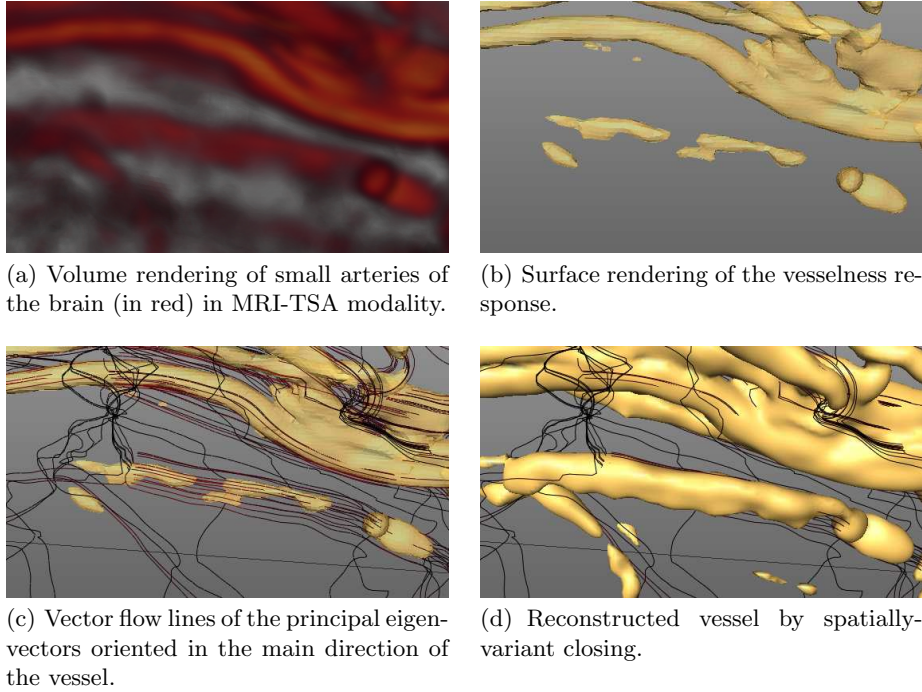 (a) Volume rendering of small arteries of
the brain (in red) in MRI-TSA modality.
(b) Surface rendering of the vesselness re-
sponse.
(c) Vector flow lines of the principal eigen-
vectors oriented in the main direction of
the vessel.
(d) Reconstructed vessel by spatially-
variant closing.